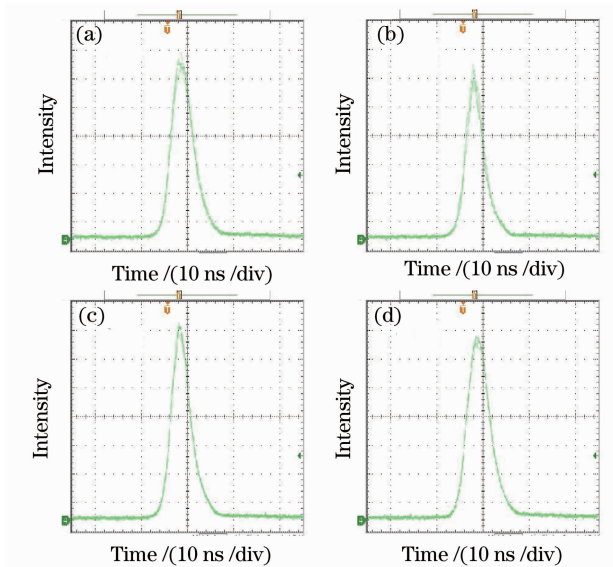 (a)
Intensity
Time /(10 ns /div)
(b)
Intensity
Time /(10 ns /div)
(c)
Intensity
Time /(10 ns /div)
(d)
Intensity
Time /(10 ns /div)